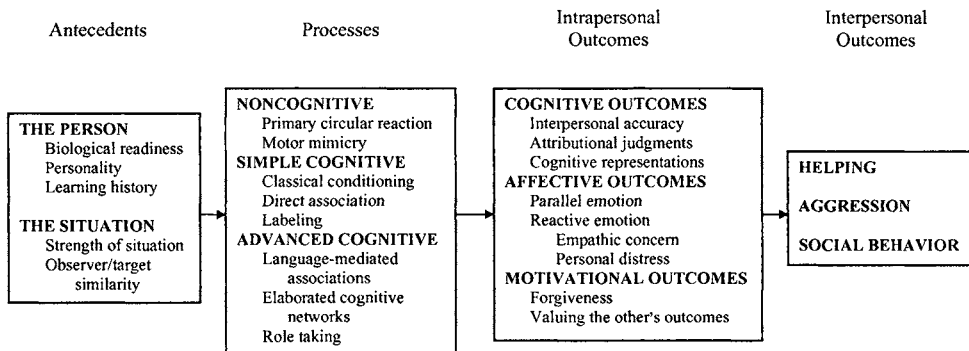 Antecedents
Processes
Intrapersonal
Outcomes
Interpersonal
Outcomes
THE PERSON
Biological readiness
Personality
Learning history
THE SITUATION
Strength of situation
Observer/target
similarity
NONCOGNITIVE
Primary circular reaction
Motor mimicry
SIMPLE COGNITIVE
Classical conditioning
Direct association
Labeling
ADVANCED COGNITIVE
Language-mediated
associations
Elaborated cognitive
networks
Role taking
COGNITIVE OUTCOMES
Interpersonal accuracy
Attributional judgments
Cognitive representations
AFFECTIVE OUTCOMES
Parallel emotion
Reactive emotion
Empathic concern
Personal distress
MOTIVATIONAL OUTCOMES
Forgiveness
Valuing the other's outcomes
HELPING
AGGRESSION
SOCIAL BEHAVIOR